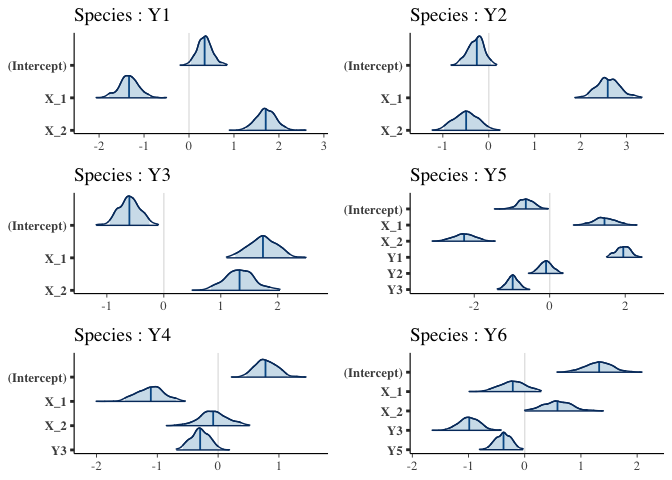 Species : Y1
(Intercept)
X_1
X_2
-2 -1 0 1 2 3
Species : Y2
(Intercept)
X_1
X_2
-1 0 1 2 3
Species : Y3
(Intercept)
X_1
X_2
-1 0 1 2
Species : Y5
(Intercept)
X_1
X_2
Y1
Y2
Y3
-2 0 2
Species : Y4
(Intercept)
X_1
X_2
Y3
-2 -1 0 1
Species : Y6
(Intercept)
X_1
X_2
Y3
Y5
-2 -1 0 1 2